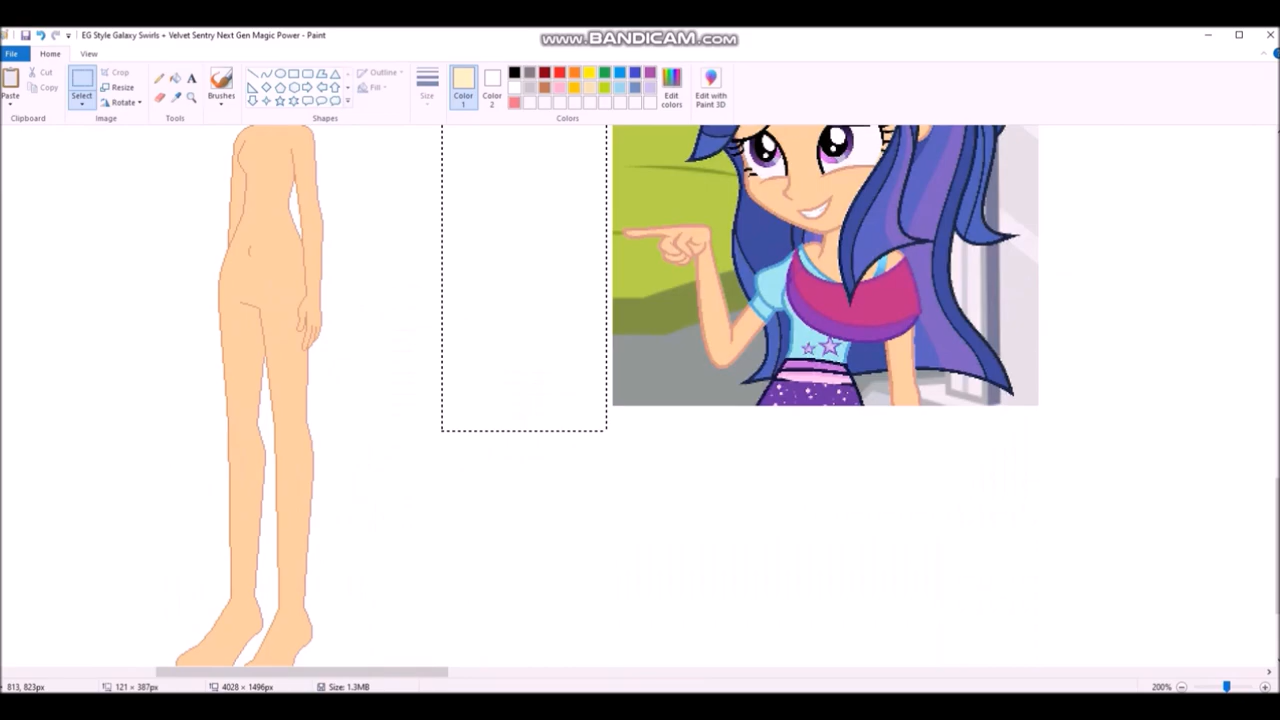 EG Style Galaxy Swirls + Velvet Sentry Next Gen Magic Power - Paint
www.BANDICAM.com
File Home View
Paste Cut Copy Clipboard
Select Crop Resize Rotate Image
Tools
Brushes
Shapes Outline Fill
Size
Color 1 Color 2
Edit colors
Edit with Paint 3D
Colors
813, 823px 121 × 387px 4028 × 1496px Size: 1.3MB 200%